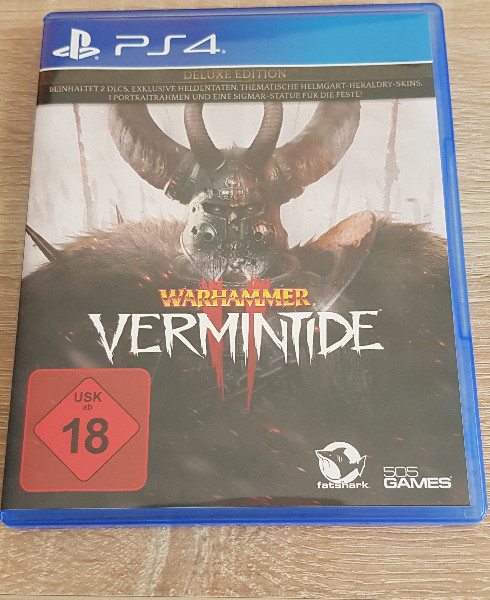 PS4
DELUXE EDITION
BEINHALTET 2 DLCS, EXKLUSIVE HELDENTATEN, THEMATISCHE HELMGART-HERALDRY-SKINS,
1 PORTRAITRAHMEN UND EINE SIGMAR-STATUE FÜR DIE FESTE!
WARHAMMER
VERMINTIDE
II
USK
ab
18
fatshark
505
GAMES